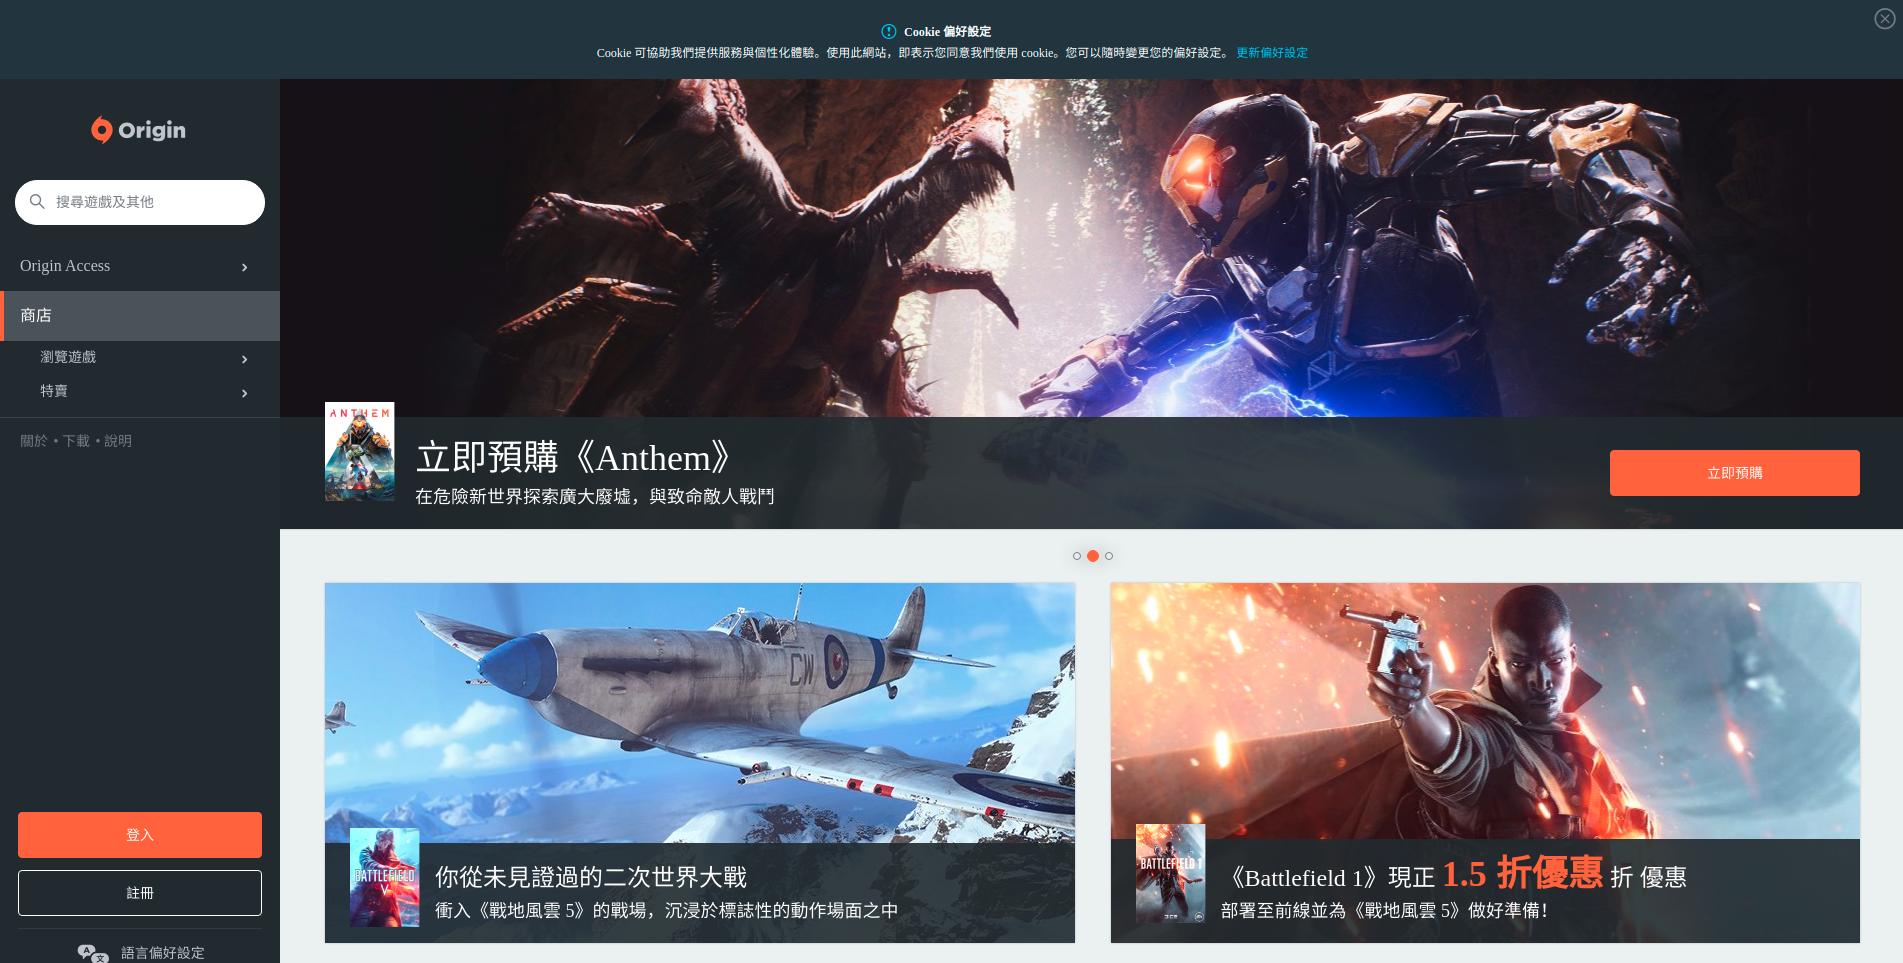 Cookie 偏好設定
Cookie 可協助我們提供服務與個性化體驗。使用此網站，即表示您同意我們使用 cookie。您可以隨時變更您的偏好設定。 更新偏好設定
Origin
搜尋遊戲及其他
Origin Access
商店
瀏覽遊戲
特賣
關於 • 下載 • 說明
ANTHEM
立即預購《Anthem》
在危險新世界探索廣大廢墟，與致命敵人戰鬥
立即預購
CW
BATTLEFIELD V
你從未見證過的二次世界大戰
衝入《戰地風雲 5》的戰場，沉浸於標誌性的動作場面之中
BATTLEFIELD 1
《Battlefield 1》現正 1.5 折優惠 折 優惠
部署至前線並為《戰地風雲 5》做好準備！
登入
註冊
語言偏好設定